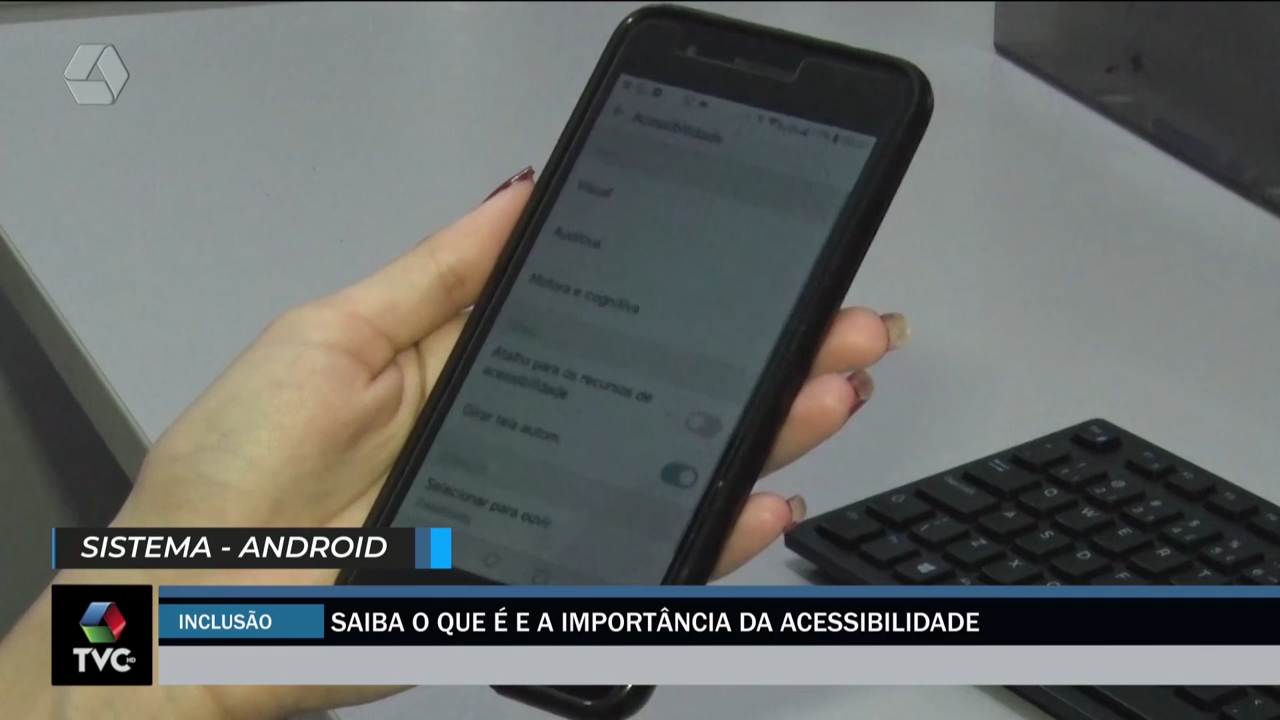 Acessibilidade
Visual
Auditiva
Motora e cognitiva
Atalho para os recursos de
acessibilidade
Girar tela autom.
Selecionar para ouvir
SISTEMA - ANDROID
INCLUSÃO
SAIBA O QUE É E A IMPORTÂNCIA DA ACESSIBILIDADE
TVC HD
Q
W
E
R
A
S
D
F